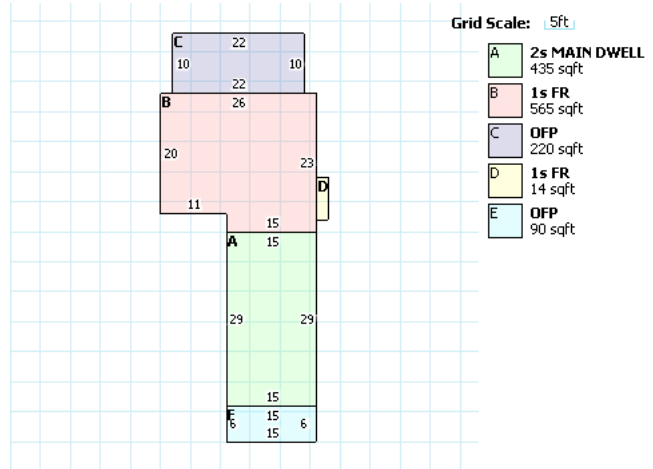 Grid Scale: 5ft
C
22
10
10
22
B
26
20
23
11
15
D
A
15
29
29
15
E
15
6
6
15
A 2s MAIN DWELL
435 sqft
B 1s FR
565 sqft
C OFP
220 sqft
D 1s FR
14 sqft
E OFP
90 sqft